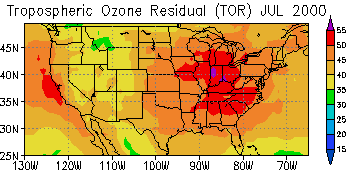 Tropospheric Ozone Residual (TOR) JUL 2000
45N
40N
35N
30N
25N
130W 120W 110W 100W 90W 80W 70W
55
50
45
40
35
30
25
20
15